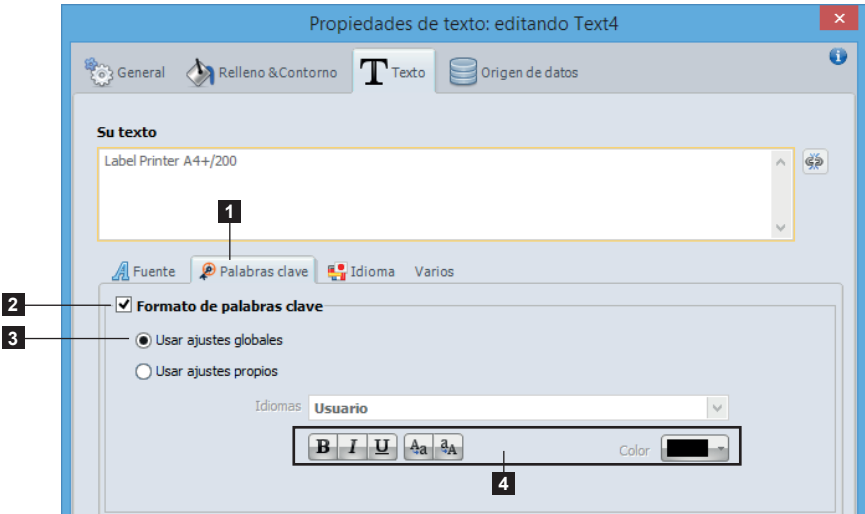 Propiedades de texto: editando Text4
General Relleno &Contorno Texto Origen de datos
Su texto
Label Printer A4+/200
1
Fuente Palabras clave Idioma Varios
2 Formato de palabras clave
3 Usar ajustes globales
Usar ajustes propios
Idiomas Usuario
B I U Aa aA Color
4